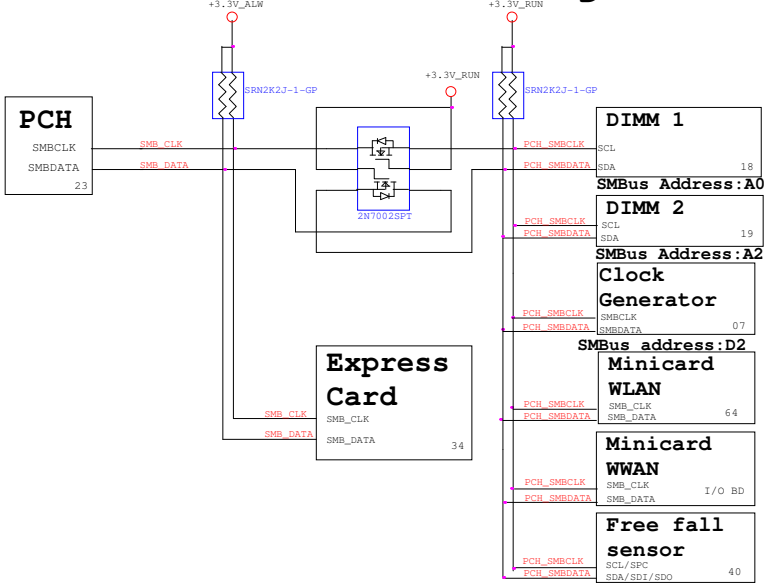 +3.3V_ALW
+3.3V_RUN
SRN2K2J-1-GP
+3.3V_RUN
SRN2K2J-1-GP
PCH
SMBCLK
SMBDATA
23
SMB_CLK
SMB_DATA
2N7002SPT
PCH_SMBCLK
PCH_SMBDATA
DIMM 1
SCL
SDA
18
SMBus Address:A0
PCH_SMBCLK
PCH_SMBDATA
DIMM 2
SCL
SDA
19
SMBus Address:A2
PCH_SMBCLK
PCH_SMBDATA
Clock
Generator
SMBCLK
SMBDATA
07
SMBus address:D2
PCH_SMBCLK
PCH_SMBDATA
Minicard
WLAN
SMB_CLK
SMB_DATA
64
SMB_CLK
SMB_DATA
Express
Card
SMB_CLK
SMB_DATA
34
PCH_SMBCLK
PCH_SMBDATA
Minicard
WWAN
SMB_CLK
SMB_DATA
I/O BD
PCH_SMBCLK
PCH_SMBDATA
Free fall
sensor
SCL/SPC
SDA/SDI/SDO
40